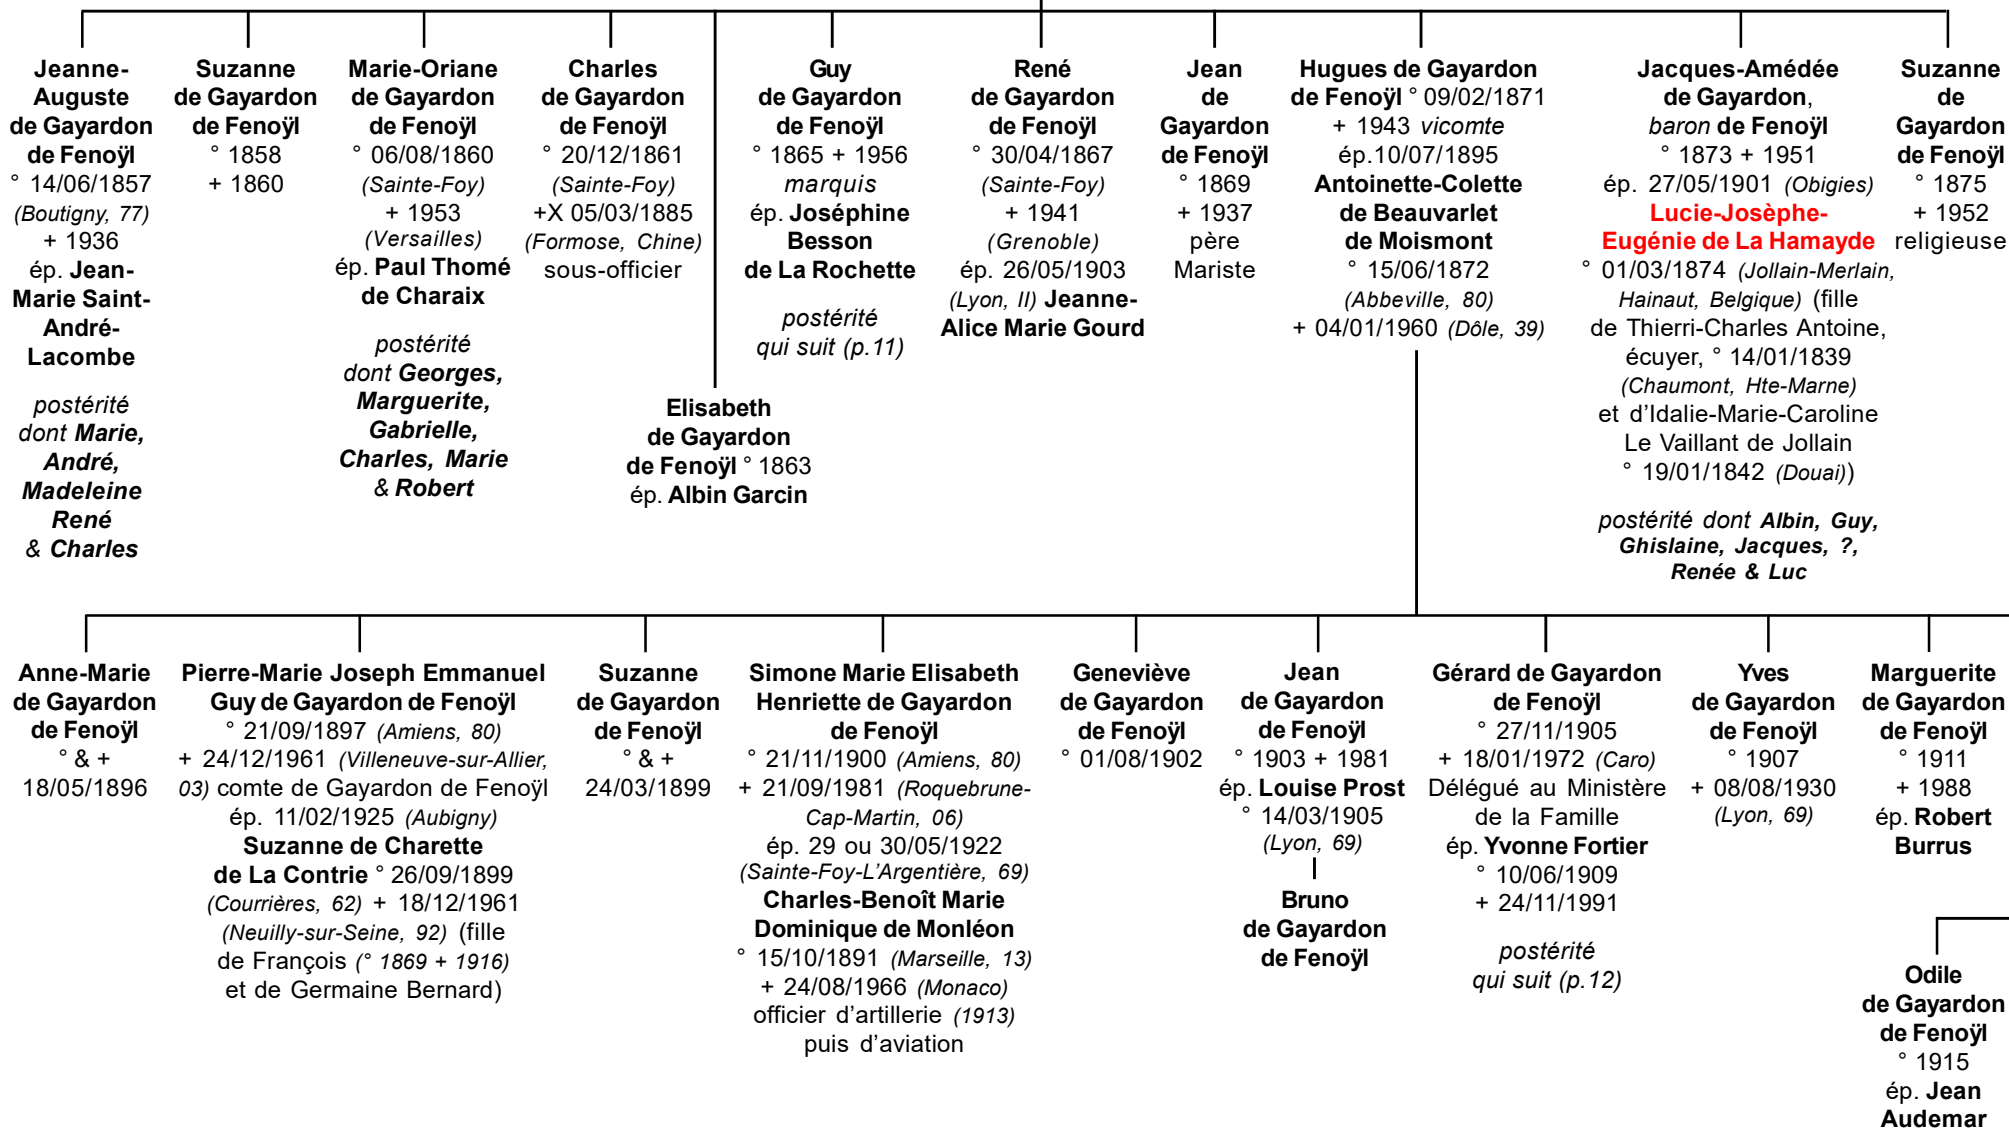 Jeanne-
Auguste
de Gayardon
de Fenoÿl
° 14/06/1857
(Boutigny, 77)
+ 1936
ép. Jean-
Marie Saint-
André-
Lacombe
postérité
dont Marie,
André,
Madeleine
René
& Charles
Suzanne
de Gayardon
de Fenoÿl
° 1858
+ 1860
Marie-Oriane
de Gayardon
de Fenoÿl
° 06/08/1860
(Sainte-Foy)
+ 1953
(Versailles)
ép. Paul Thomé
de Charaix
postérité
dont Georges,
Marguerite,
Gabrielle,
Charles, Marie
& Robert
Charles
de Gayardon
de Fenoÿl
° 20/12/1861
(Sainte-Foy)
+X 05/03/1885
(Formose, Chine)
sous-officier
Elisabeth
de Gayardon
de Fenoÿl ° 1863
ép. Albin Garcin
Guy
de Gayardon
de Fenoÿl
° 1865 + 1956
marquis
ép. Joséphine
Besson
de La Rochette
postérité
qui suit (p.11)
René
de Gayardon
de Fenoÿl
° 30/04/1867
(Sainte-Foy)
+ 1941
(Grenoble)
ép. 26/05/1903
(Lyon, II) Jeanne-
Alice Marie Gourd
Jean
de
Gayardon
de Fenoÿl
° 1869
+ 1937
père
Mariste
Hugues de Gayardon
de Fenoÿl ° 09/02/1871
+ 1943 vicomte
ép.10/07/1895
Antoinette-Colette
de Beauvarlet
de Moismont
° 15/06/1872
(Abbeville, 80)
+ 04/01/1960 (Dôle, 39)
Jacques-Amédée
de Gayardon,
baron de Fenoÿl
° 1873 + 1951
ép. 27/05/1901 (Obigies)
Lucie-Josèphe-
Eugénie de La Hamayde
° 01/03/1874 (Jollain-Merlain,
Hainaut, Belgique) (fille
de Thierri-Charles Antoine,
écuyer, ° 14/01/1839
(Chaumont, Hte-Marne)
et d'Idalie-Marie-Caroline
Le Vaillant de Jollain
° 19/01/1842 (Douai))
postérité dont Albin, Guy,
Ghislaine, Jacques, ?,
Renée & Luc
Suzanne
de
Gayardon
de Fenoÿl
° 1875
+ 1952
religieuse
Anne-Marie
de Gayardon
de Fenoÿl
° & +
18/05/1896
Pierre-Marie Joseph Emmanuel
Guy de Gayardon de Fenoÿl
° 21/09/1897 (Amiens, 80)
+ 24/12/1961 (Villeneuve-sur-Allier,
03) comte de Gayardon de Fenoÿl
ép. 11/02/1925 (Aubigny)
Suzanne de Charette
de La Contrie ° 26/09/1899
(Courrières, 62) + 18/12/1961
(Neuilly-sur-Seine, 92) (fille
de François (° 1869 + 1916)
et de Germaine Bernard)
Suzanne
de Gayardon
de Fenoÿl
° & +
24/03/1899
Simone Marie Elisabeth
Henriette de Gayardon
de Fenoÿl
° 21/11/1900 (Amiens, 80)
+ 21/09/1981 (Roquebrune-
Cap-Martin, 06)
ép. 29 ou 30/05/1922
(Sainte-Foy-L'Argentière, 69)
Charles-Benoît Marie
Dominique de Monléon
° 15/10/1891 (Marseille, 13)
+ 24/08/1966 (Monaco)
officier d'artillerie (1913)
puis d'aviation
Geneviève
de Gayardon
de Fenoÿl
° 01/08/1902
Jean
de Gayardon
de Fenoÿl
° 1903 + 1981
ép. Louise Prost
° 14/03/1905
(Lyon, 69)
Bruno
de Gayardon
de Fenoÿl
Gérard de Gayardon
de Fenoÿl
° 27/11/1905
+ 18/01/1972 (Caro)
Délégué au Ministère
de la Famille
ép. Yvonne Fortier
° 10/06/1909
+ 24/11/1991
postérité
qui suit (p.12)
Yves
de Gayardon
de Fenoÿl
° 1907
+ 08/08/1930
(Lyon, 69)
Marguerite
de Gayardon
de Fenoÿl
° 1911
+ 1988
ép. Robert
Burrus
Odile
de Gayardon
de Fenoÿl
° 1915
ép. Jean
Audemar